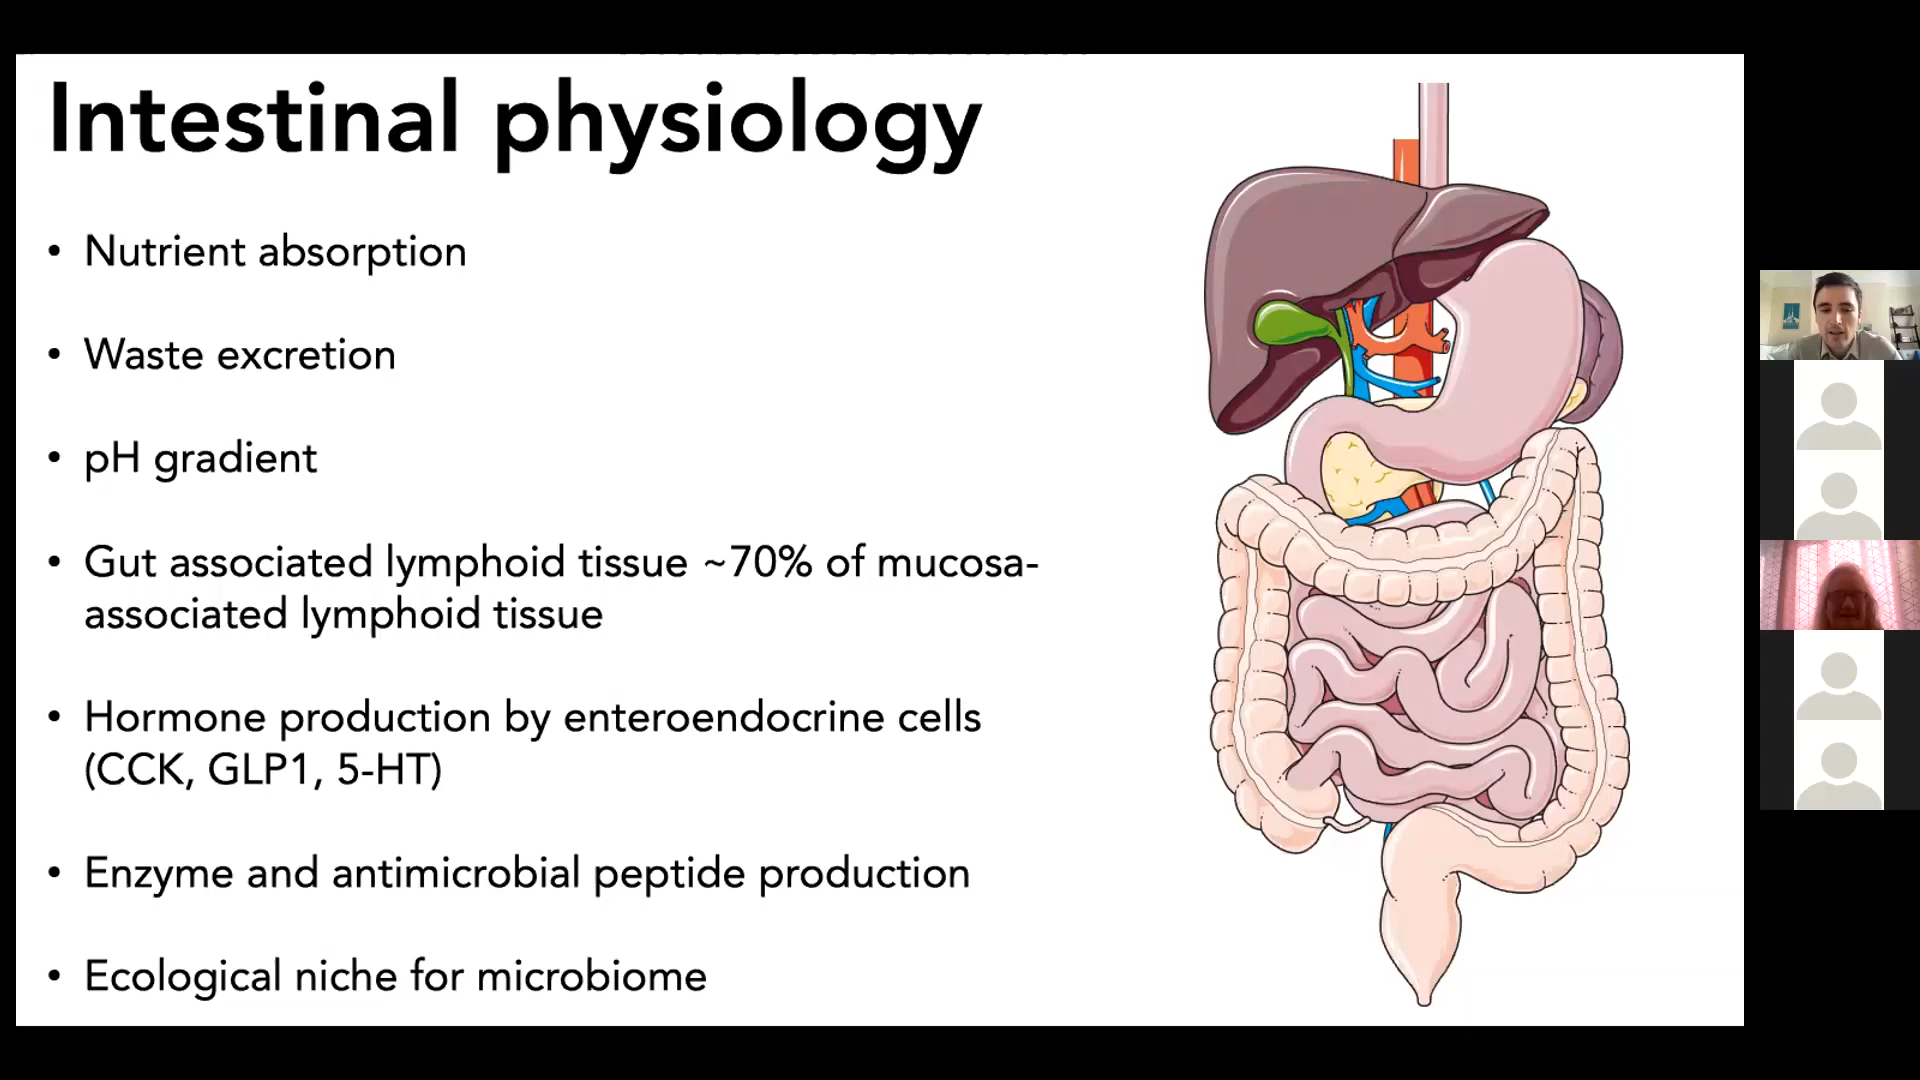 Intestinal physiology
• Nutrient absorption
• Waste excretion
• pH gradient
• Gut associated lymphoid tissue ~70% of mucosa-
associated lymphoid tissue
• Hormone production by enteroendocrine cells
(CCK, GLP1, 5-HT)
• Enzyme and antimicrobial peptide production
• Ecological niche for microbiome